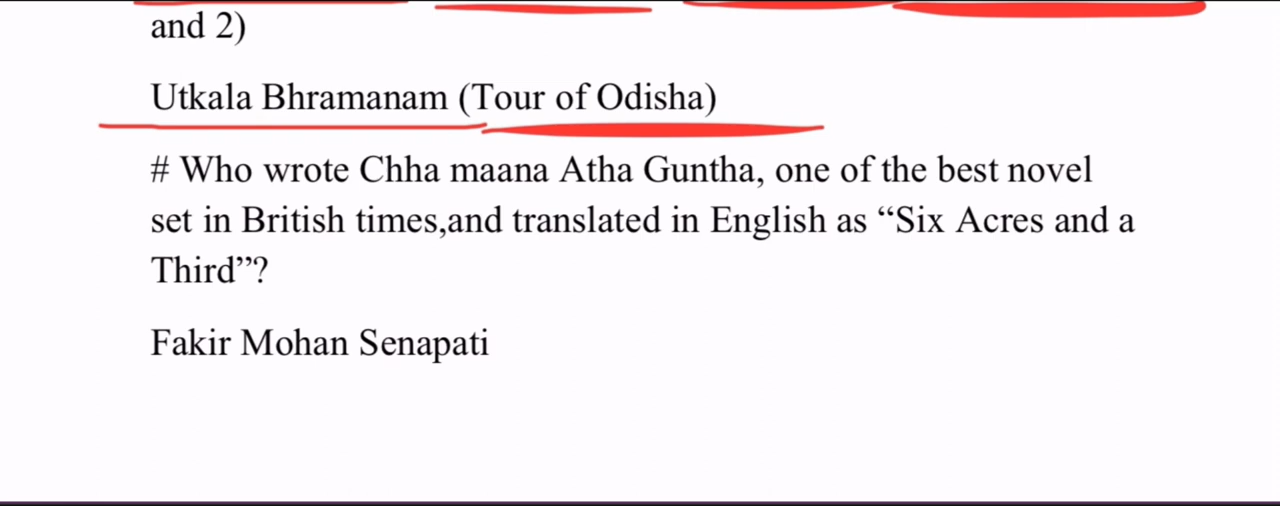 and 2)
Utkala Bhramanam (Tour of Odisha)
# Who wrote Chha maana Atha Guntha, one of the best novel
set in British times,and translated in English as “Six Acres and a
Third”?
Fakir Mohan Senapati